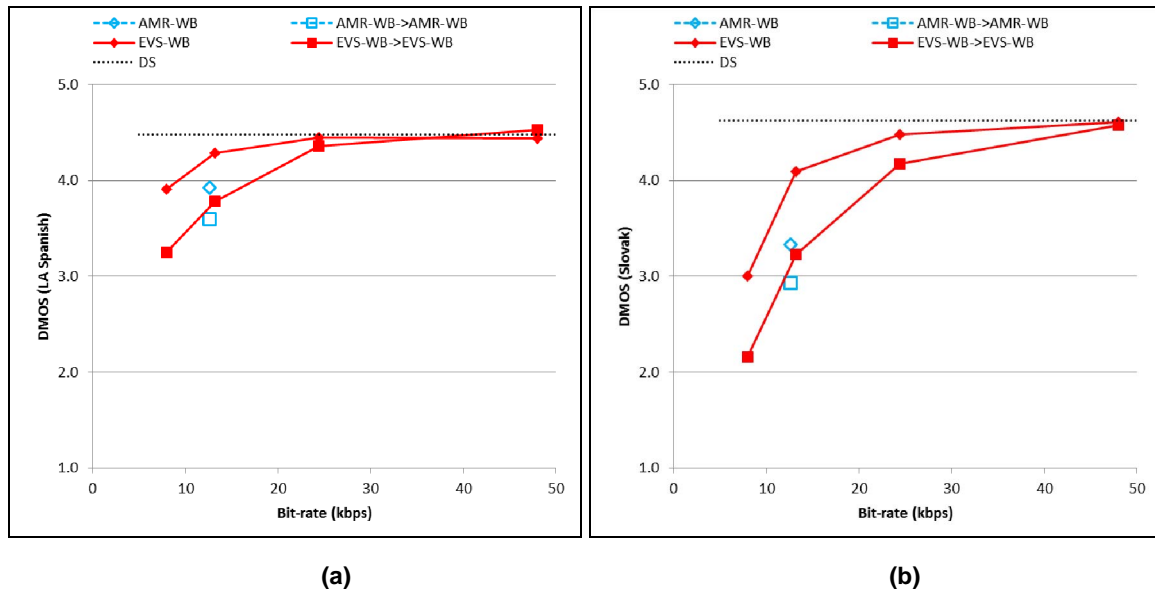 AMR-WB AMR-WB->AMR-WB
EVS-WB EVS-WB->EVS-WB
DS
5.0
4.0
3.0
2.0
1.0
DMOS (LA Spanish)
0 10 20 30 40 50
Bit-rate (kbps)
(a)
AMR-WB AMR-WB->AMR-WB
EVS-WB EVS-WB->EVS-WB
DS
5.0
4.0
3.0
2.0
1.0
DMOS (Slovak)
0 10 20 30 40 50
Bit-rate (kbps)
(b)